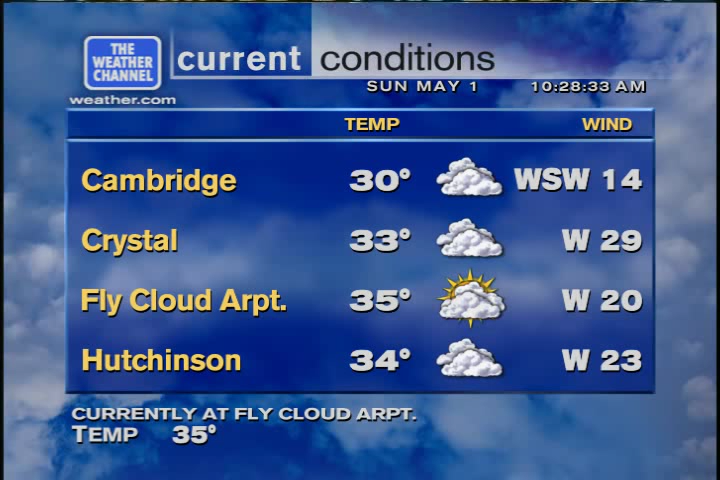 THE
WEATHER
CHANNEL
weather.com
current conditions
SUN MAY 1 10:28:33 AM
TEMP WIND
Cambridge 30° WSW 14
Crystal 33° W 29
Fly Cloud Arpt. 35° W 20
Hutchinson 34° W 23
CURRENTLY AT FLY CLOUD ARPT.
TEMP 35°